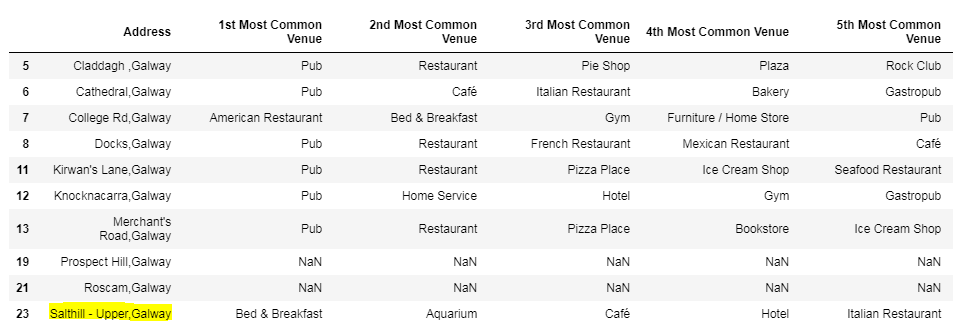 Address 1st Most Common Venue 2nd Most Common Venue 3rd Most Common Venue 4th Most Common Venue 5th Most Common Venue
5 Claddagh ,Galway Pub Restaurant Pie Shop Plaza Rock Club
6 Cathedral,Galway Pub Café Italian Restaurant Bakery Gastropub
7 College Rd,Galway American Restaurant Bed & Breakfast Gym Furniture / Home Store Pub
8 Docks,Galway Pub Restaurant French Restaurant Mexican Restaurant Café
11 Kirwan's Lane,Galway Pub Restaurant Pizza Place Ice Cream Shop Seafood Restaurant
12 Knocknacarra,Galway Pub Home Service Hotel Gym Gastropub
13 Merchant's Road,Galway Pub Restaurant Pizza Place Bookstore Ice Cream Shop
19 Prospect Hill,Galway NaN NaN NaN NaN NaN
21 Roscam,Galway NaN NaN NaN NaN NaN
23 Salthill - Upper,Galway Bed & Breakfast Aquarium Café Hotel Italian Restaurant